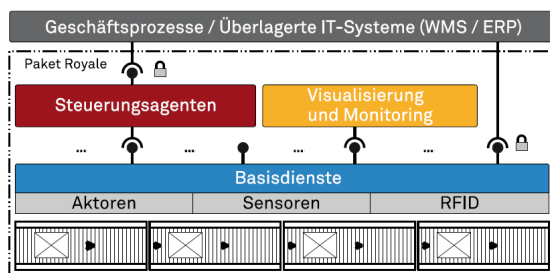 Geschäftsprozesse / Überlagerte IT-Systeme (WMS / ERP)
Paket Royale
Steuerungsagenten
Visualisierung
und Monitoring
... ... ... ...
Basisdienste
Aktoren Sensoren RFID